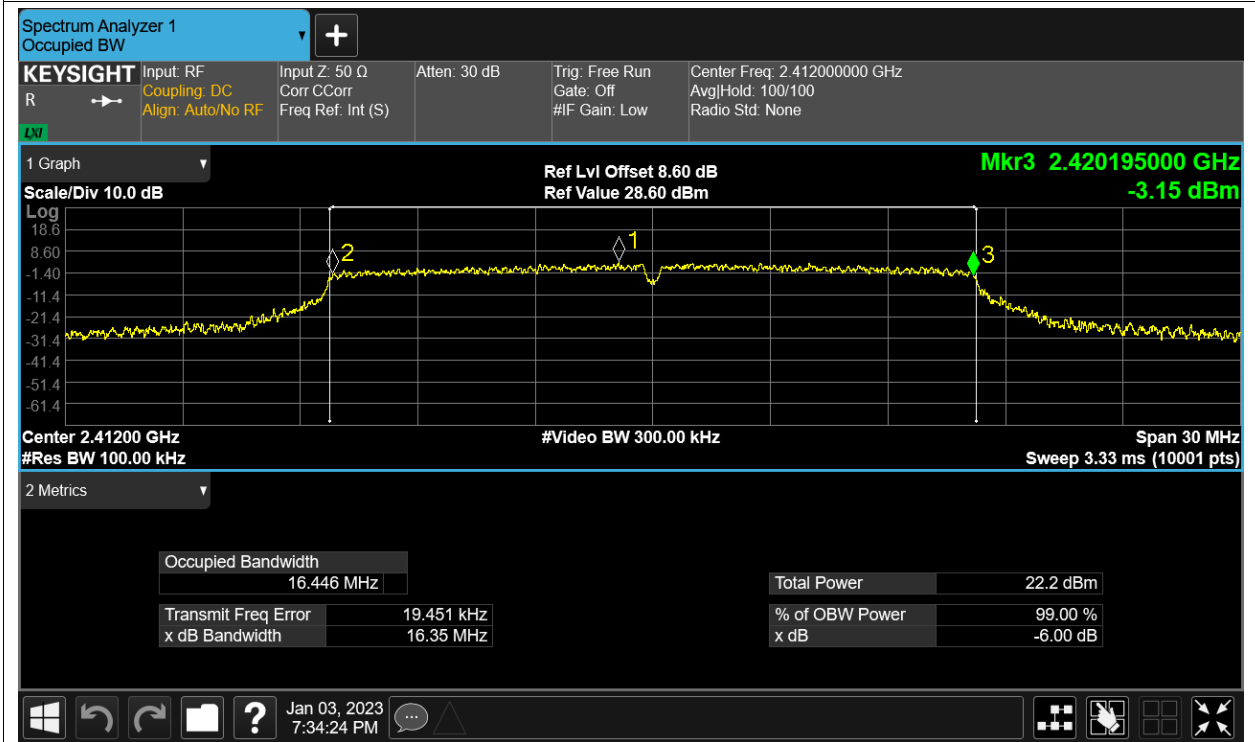 Spectrum Analyzer 1
Occupied BW
+
KEYSIGHT
R
LXI
Input: RF
Coupling: DC
Align: Auto/No RF
Input Z: 50 Ω
Corr CCorr
Freq Ref: Int (S)
Atten: 30 dB
Trig: Free Run
Gate: Off
#IF Gain: Low
Center Freq: 2.412000000 GHz
Avg|Hold: 100/100
Radio Std: None
1 Graph
Scale/Div 10.0 dB
Ref Lvl Offset 8.60 dB
Ref Value 28.60 dBm
Mkr3 2.420195000 GHz
-3.15 dBm
Log
18.6
8.60
-1.40
-11.4
-21.4
-31.4
-41.4
-51.4
-61.4
2
1
3
Center 2.41200 GHz
#Res BW 100.00 kHz
#Video BW 300.00 kHz
Span 30 MHz
Sweep 3.33 ms (10001 pts)
2 Metrics
Occupied Bandwidth
16.446 MHz
Transmit Freq Error 19.451 kHz
x dB Bandwidth 16.35 MHz
Total Power 22.2 dBm
% of OBW Power 99.00 %
x dB -6.00 dB
?
Jan 03, 2023
7:34:24 PM